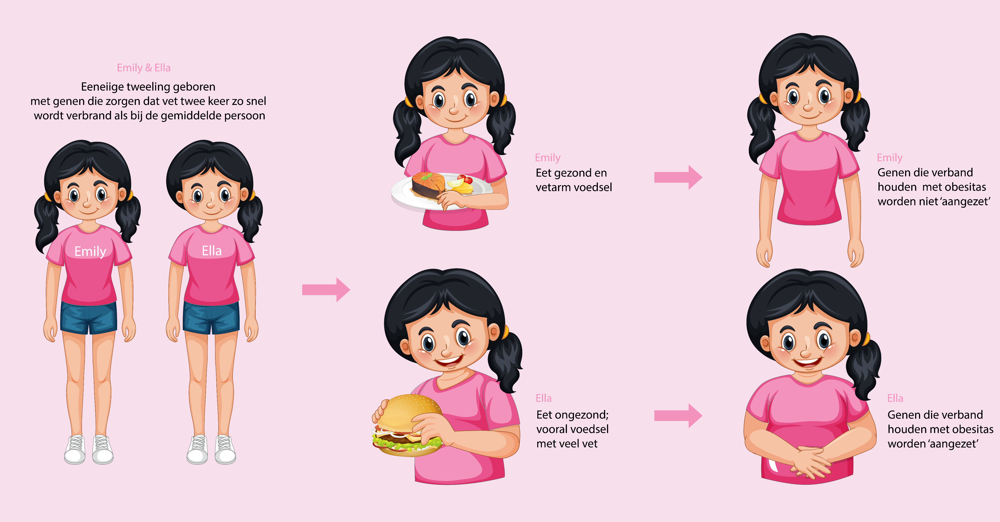 Emily & Ella
Eeneiige tweeling geboren
met genen die zorgen dat vet twee keer zo snel
wordt verbrand als bij de gemiddelde persoon
Emily
Ella
Emily
Eet gezond en
vetarm voedsel
Emily
Genen die verband
houden met obesitas
worden niet ‘aangezet’
Ella
Eet ongezond;
vooral voedsel
met veel vet
Ella
Genen die verband
houden met obesitas
worden ‘aangezet’